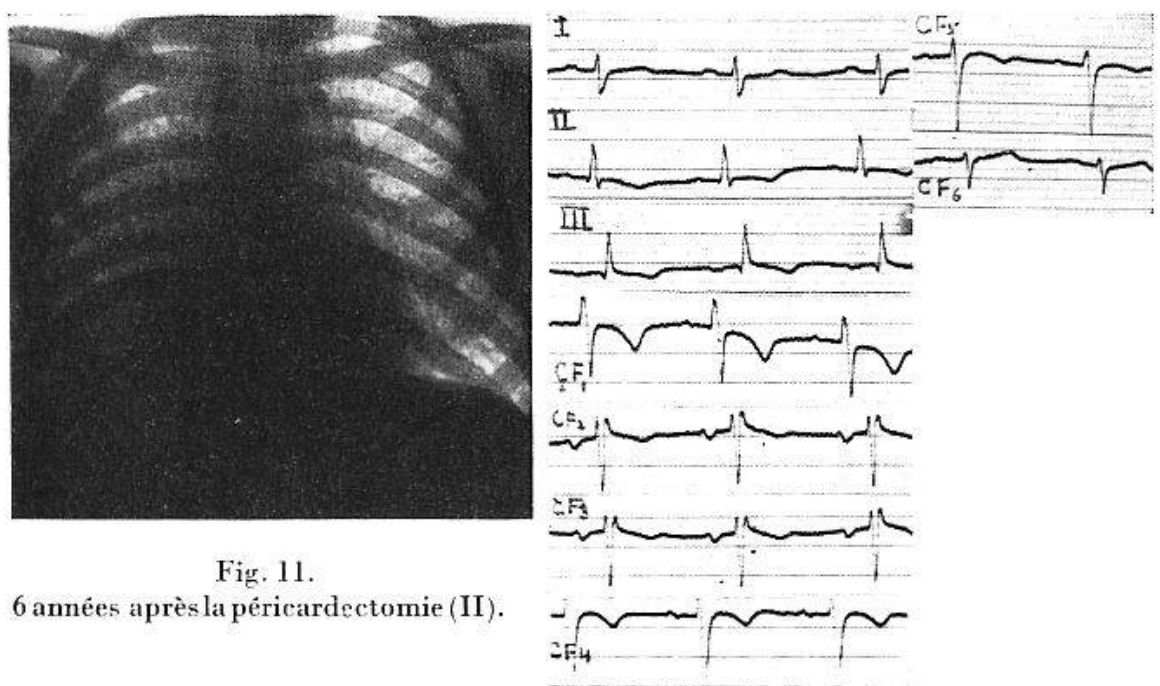 I
II
III
CF₁
CF₂
CF₃
CF4
CF₅
CF₆
Fig. 11.
6 années après la péricardectomie (II).